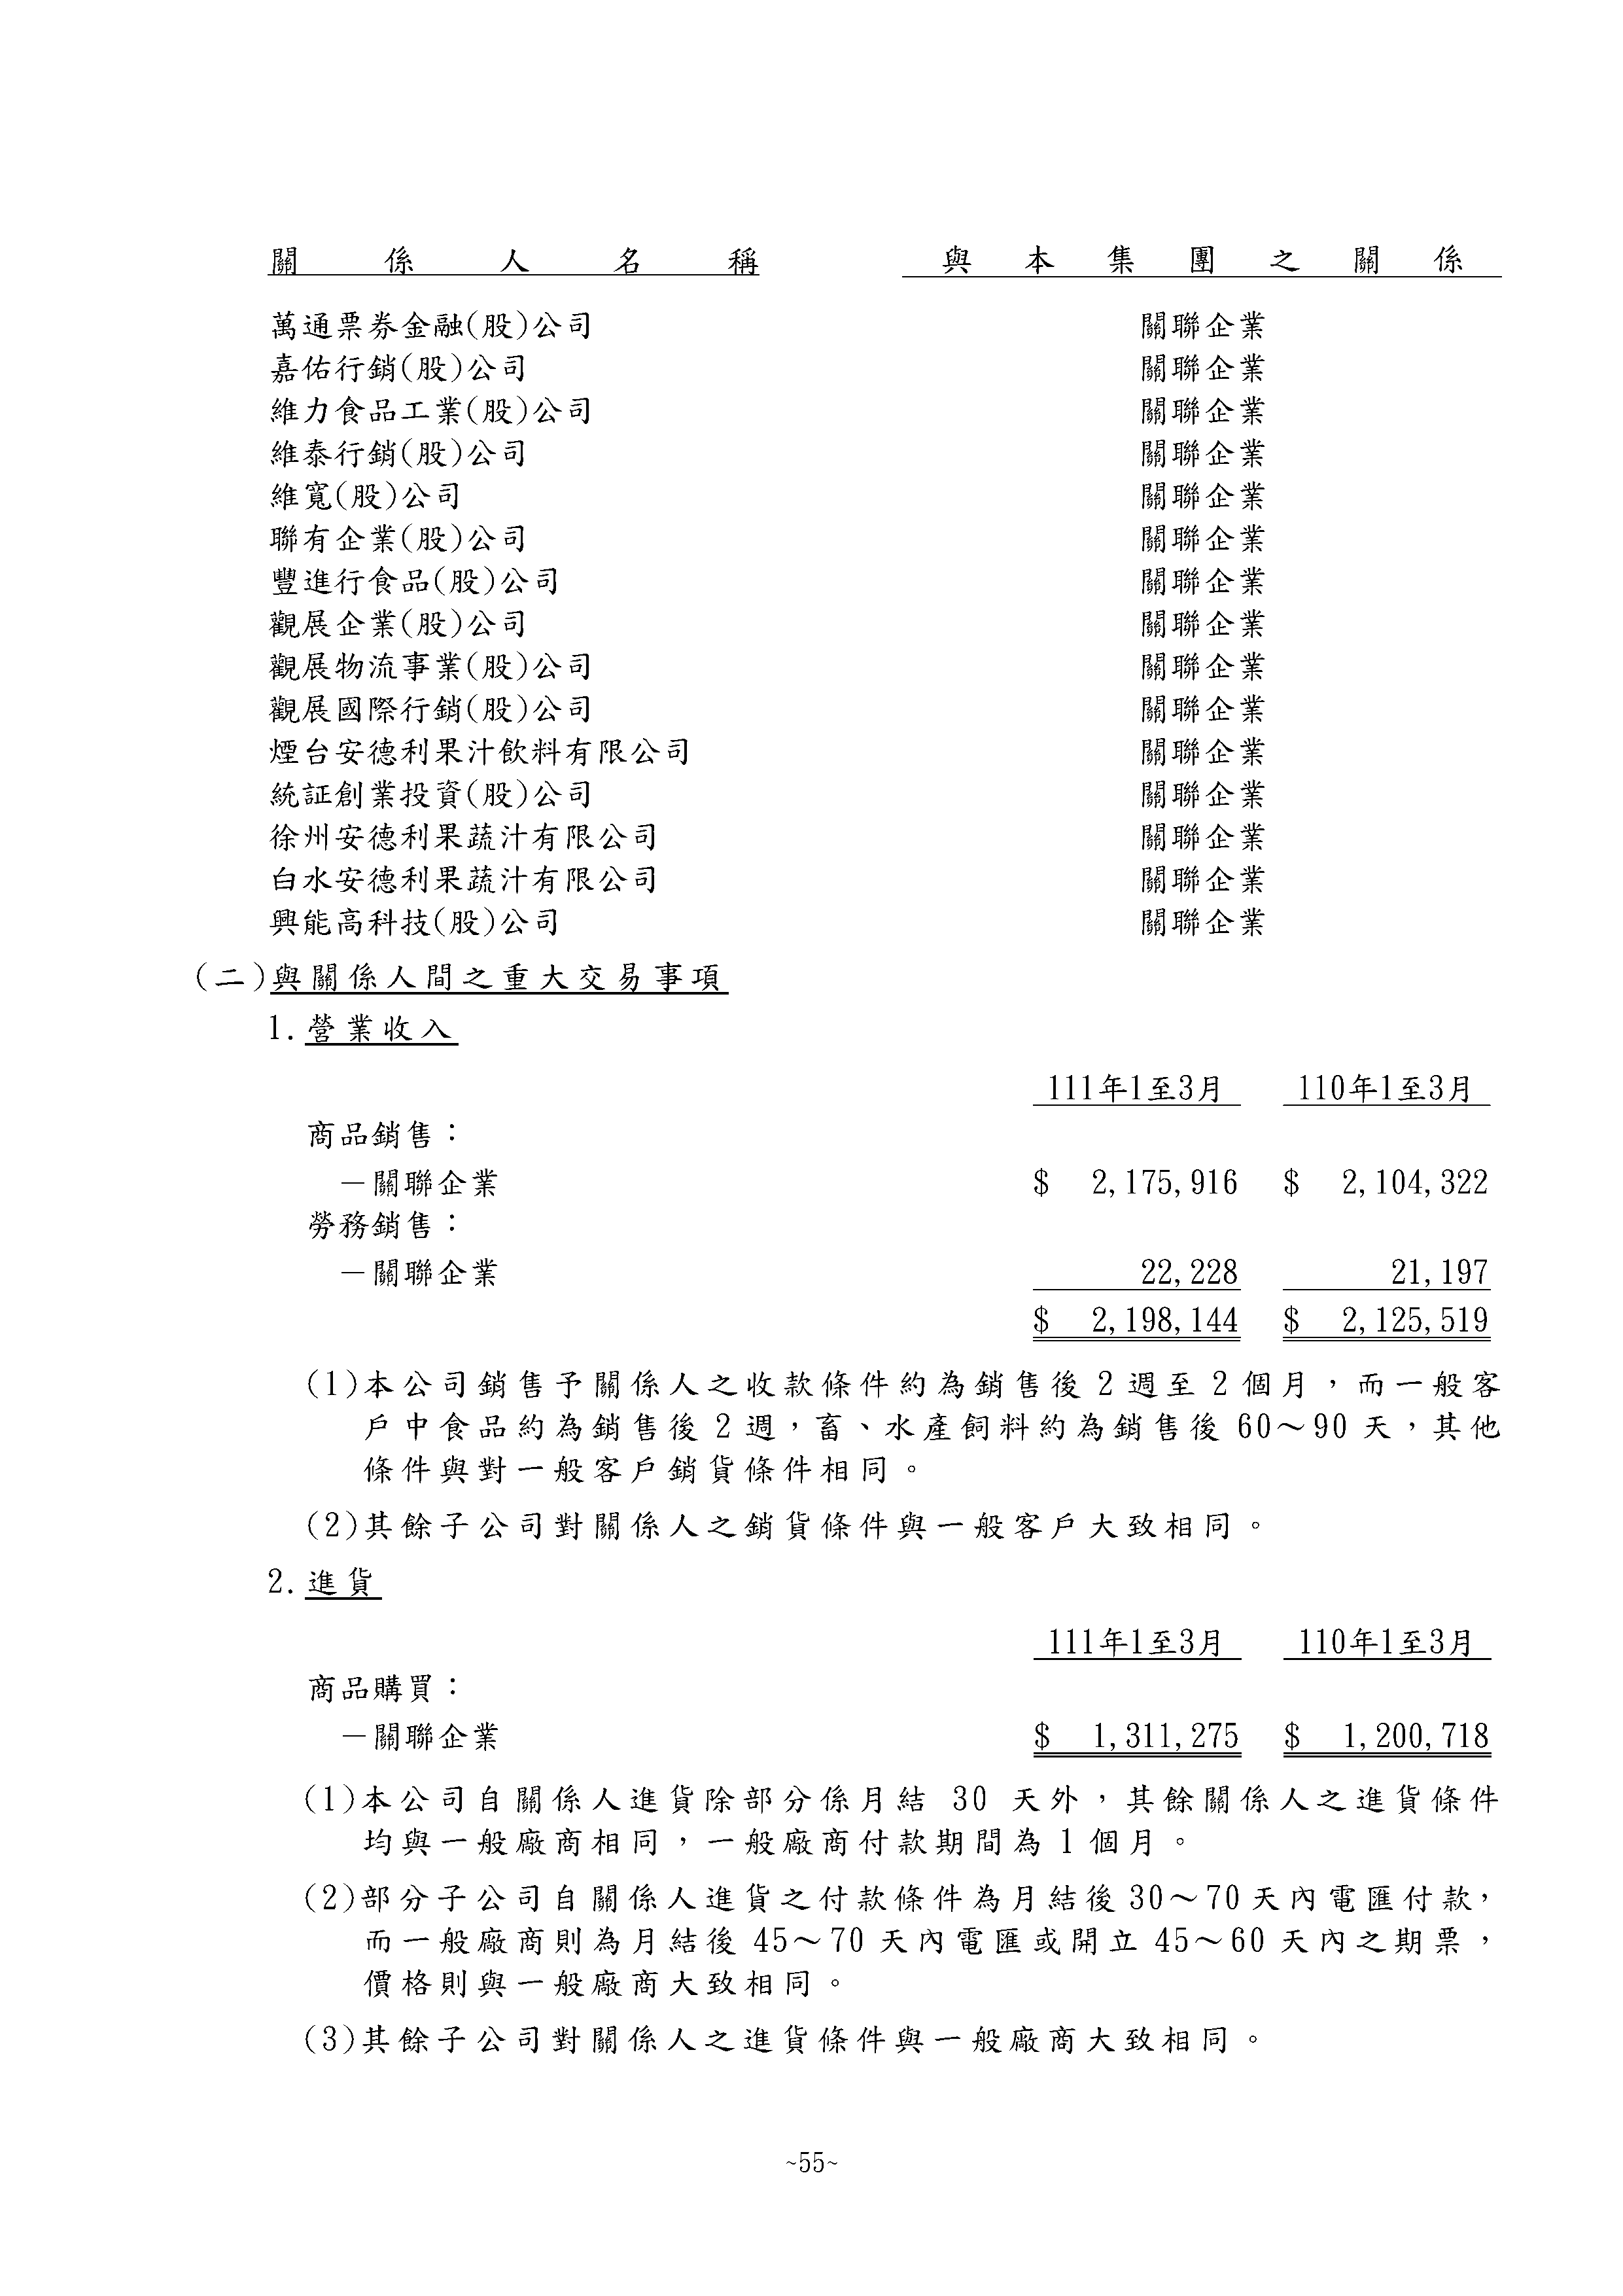 關係人名稱 與本集團之關係
萬通票券金融(股)公司 關聯企業
嘉佑行銷(股)公司 關聯企業
維力食品工業(股)公司 關聯企業
維泰行銷(股)公司 關聯企業
維寬(股)公司 關聯企業
聯有企業(股)公司 關聯企業
豐進行食品(股)公司 關聯企業
觀展企業(股)公司 關聯企業
觀展物流事業(股)公司 關聯企業
觀展國際行銷(股)公司 關聯企業
煙台安德利果汁飲料有限公司 關聯企業
統証創業投資(股)公司 關聯企業
徐州安德利果蔬汁有限公司 關聯企業
白水安德利果蔬汁有限公司 關聯企業
興能高科技(股)公司 關聯企業
(二)與關係人間之重大交易事項
1.營業收入
111年1至3月 110年1至3月
商品銷售：
－關聯企業 $ 2,175,916 $ 2,104,322
勞務銷售：
－關聯企業 22,228 21,197
$ 2,198,144 $ 2,125,519
(1)本公司銷售予關係人之收款條件約為銷售後 2 週至 2 個月，而一般客
戶中食品約為銷售後 2 週，畜、水產飼料約為銷售後 60～90 天，其他
條件與對一般客戶銷貨條件相同。
(2)其餘子公司對關係人之銷貨條件與一般客戶大致相同。
2.進貨
111年1至3月 110年1至3月
商品購買：
－關聯企業 $ 1,311,275 $ 1,200,718
(1)本公司自關係人進貨除部分係月結 30 天外，其餘關係人之進貨條件
均與一般廠商相同，一般廠商付款期間為 1 個月。
(2)部分子公司自關係人進貨之付款條件為月結後 30～70 天內電匯付款，
而一般廠商則為月結後 45～70 天內電匯或開立 45～60 天內之期票，
價格則與一般廠商大致相同。
(3)其餘子公司對關係人之進貨條件與一般廠商大致相同。
~55~